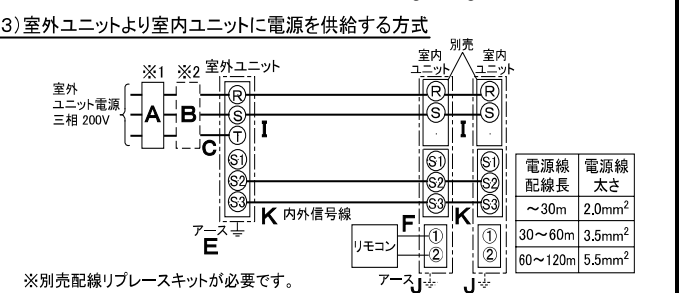 3）室外ユニットより室内ユニットに電源を供給する方式
別売
※1 ※2 室外ユニット
室内
ユニット
室内
ユニット
室外
ユニット電源
三相 200V
A
B
C
R
S
T
S1
S2
S3
I
R
S
S1
S2
S3
I
R
S
S1
S2
S3
K 内外信号線
K
アース
E
リモコン
F
①
②
①
②
アース J
J
電源線
配線長
電源線
太さ
～30m 2.0mm²
30～60m 3.5mm²
60～120m 5.5mm²
※別売配線リプレースキットが必要です。